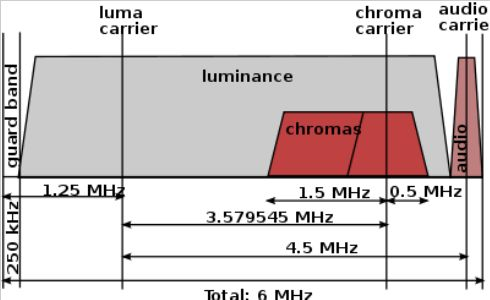 luma
carrier
chroma
carrier
audio
carrie
guard band
luminance
chromas
audio
1.25 MHz
1.5 MHz
0.5 MHz
3.579545 MHz
250 kHz
4.5 MHz
Total: 6 MHz